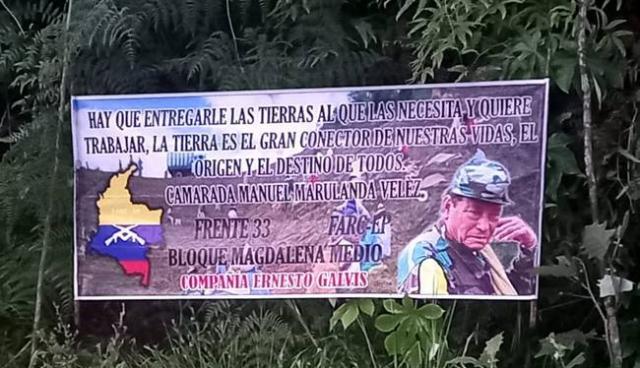 HAY QUE ENTREGARLE LAS TIERRAS AL QUE LAS NECESITA Y QUIERE
TRABAJAR, LA TIERRA ES EL GRAN CONECTOR DE NUESTRAS VIDAS, EL
ORIGEN Y EL DESTINO DE TODOS.
CAMARADA MANUEL MARULANDA VELEZ
FRENTE 33 FARC-EP
BLOQUE MAGDALENA MEDIO
COMPAÑIA ERNESTO GALVIS